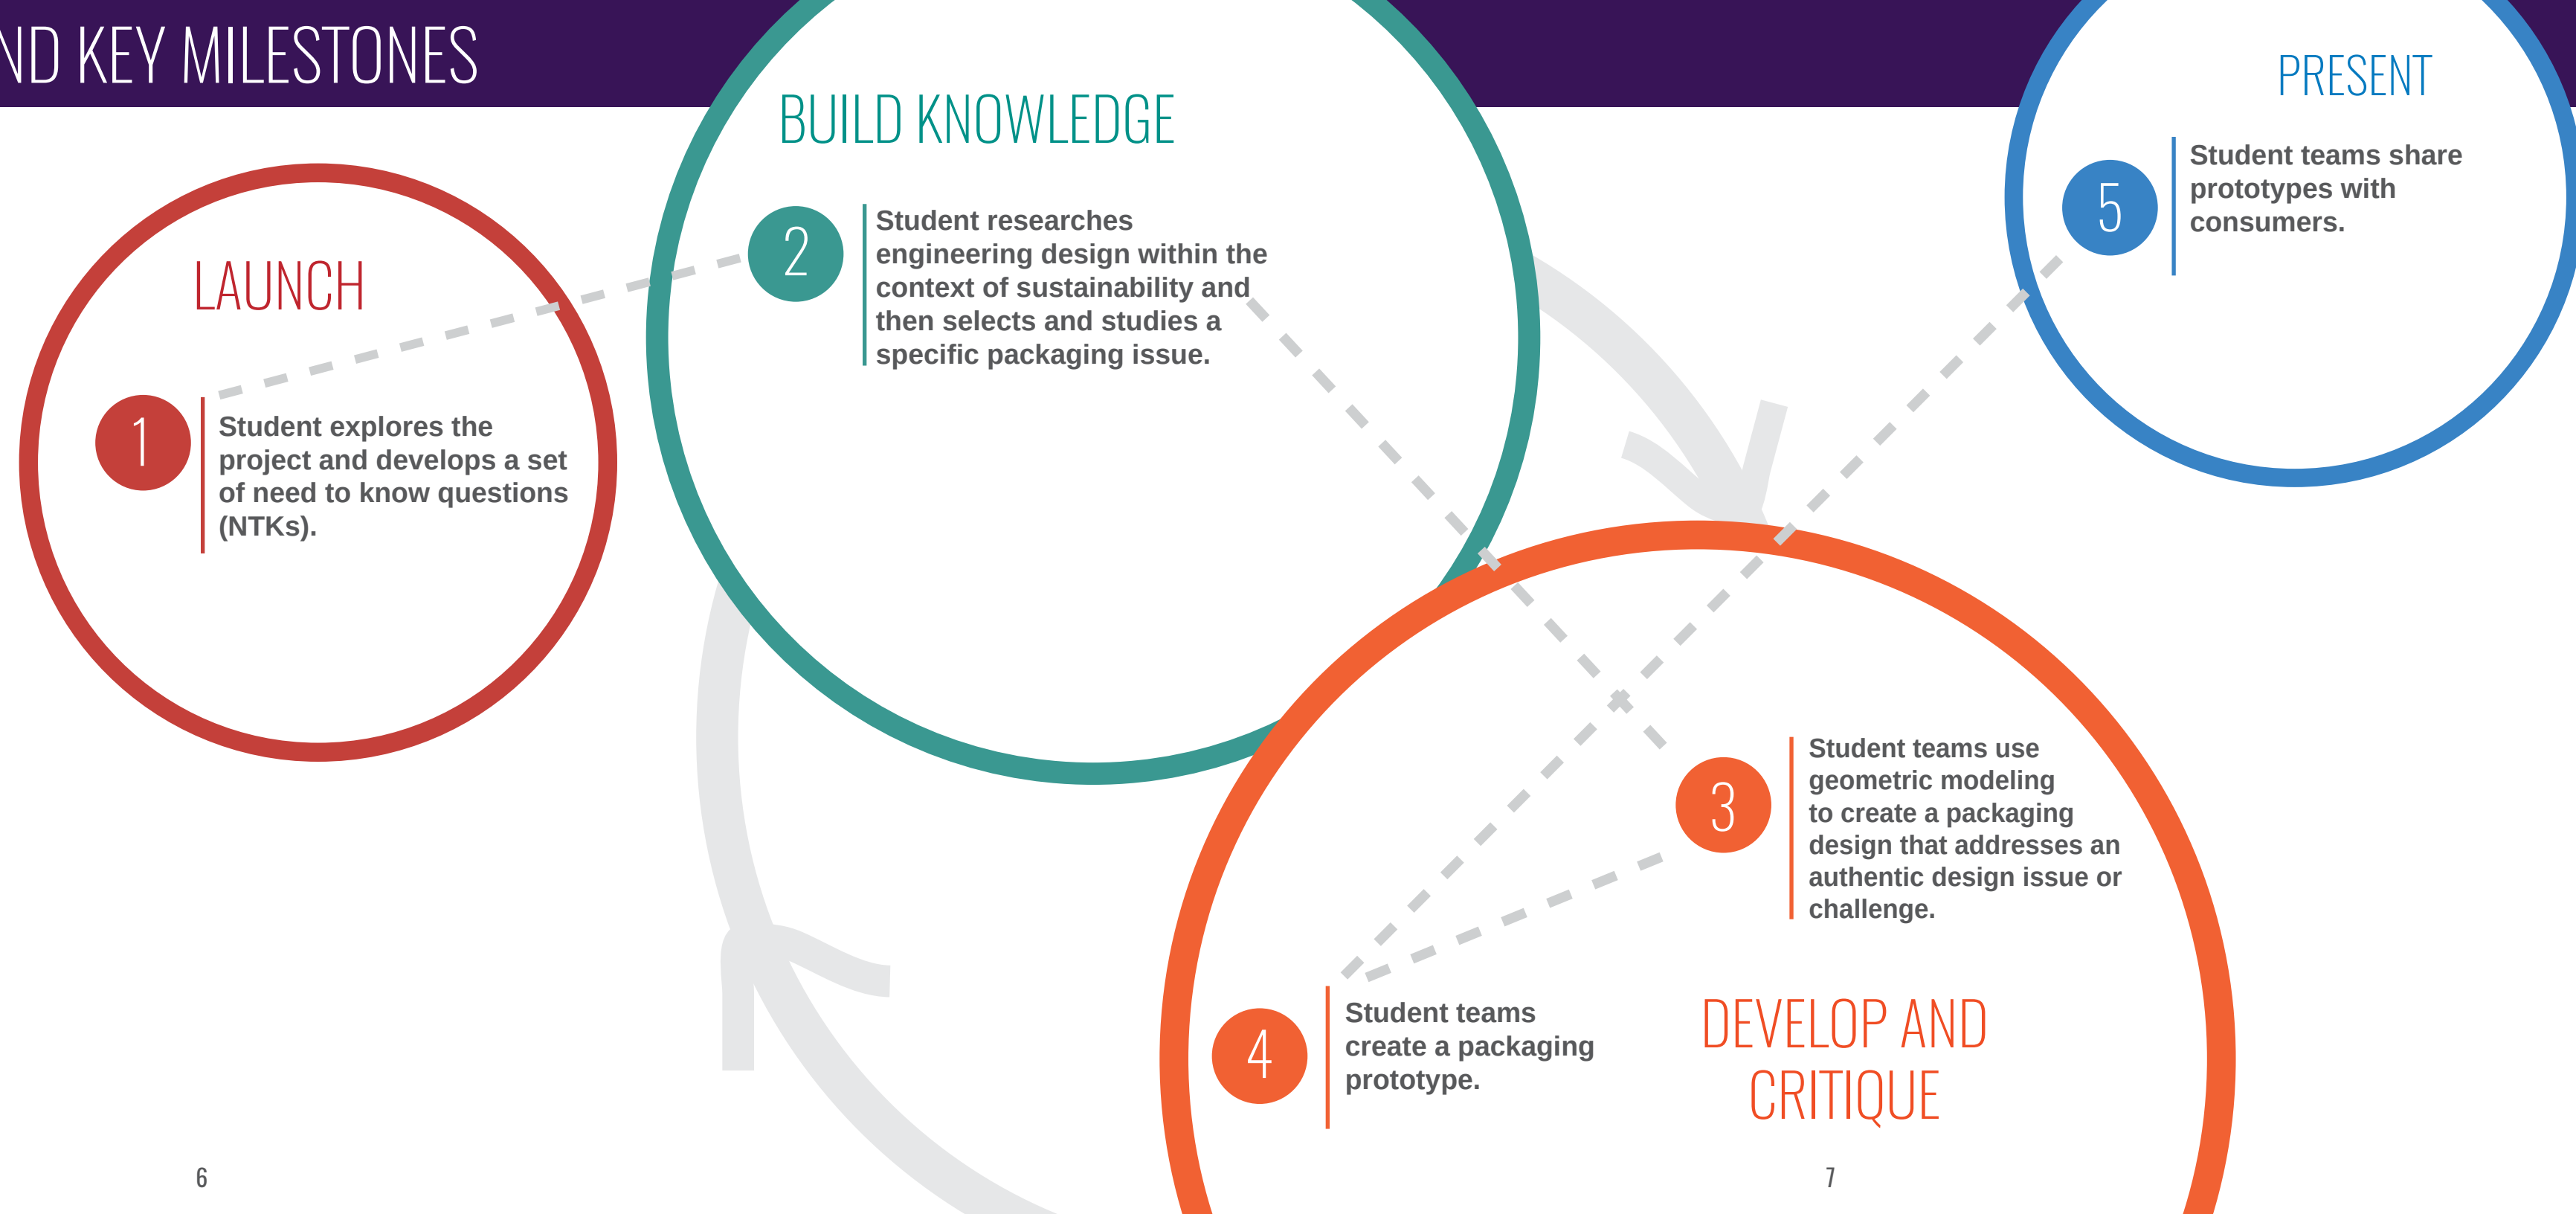 ND KEY MILESTONES
LAUNCH
1
Student explores the
project and develops a set
of need to know questions
(NTKs).
BUILD KNOWLEDGE
2
Student researches
engineering design within the
context of sustainability and
then selects and studies a
specific packaging issue.
3
Student teams use
geometric modeling
to create a packaging
design that addresses an
authentic design issue or
challenge.
4
Student teams
create a packaging
prototype.
DEVELOP AND
CRITIQUE
PRESENT
5
Student teams share
prototypes with
consumers.
6
7